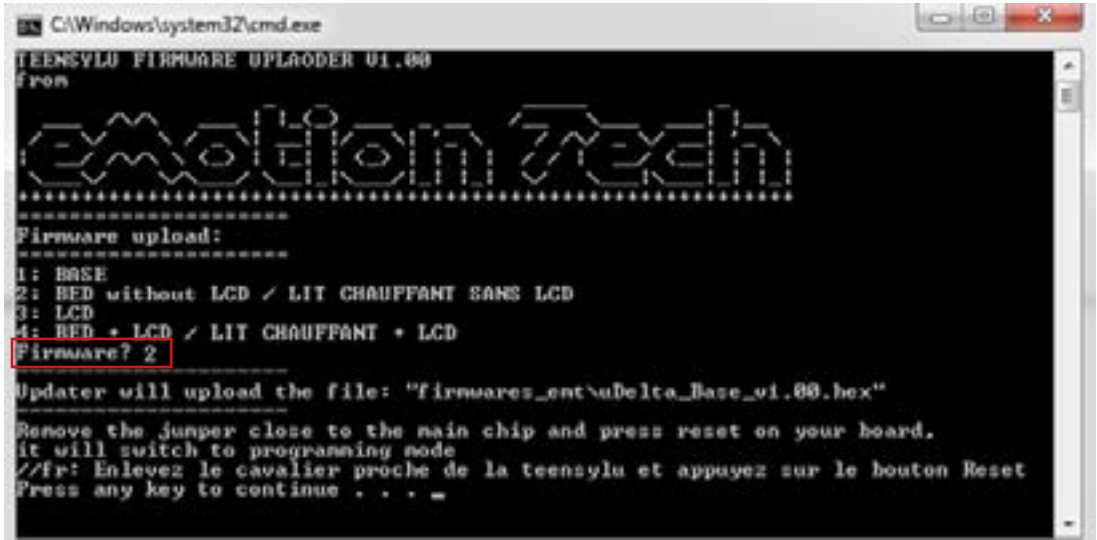 C:\Windows\system32\cmd.exe
TEENSYLU FIRMWARE UPLAODER V1.00
from
eMotion Tech
Firmware upload:
1: BASE
2: BED without LCD / LIT CHAUFFANT SANS LCD
3: LCD
4: BED + LCD / LIT CHAUFFANT + LCD
Firmware? 2
Updater will upload the file: "firmwares_emt\uDelta_Base_v1.00.hex"
Remove the jumper close to the main chip and press reset on your board,
it will switch to programming mode
//fr: Enlevez le cavalier proche de la teensylu et appuyez sur le bouton Reset
Press any key to continue . . . _